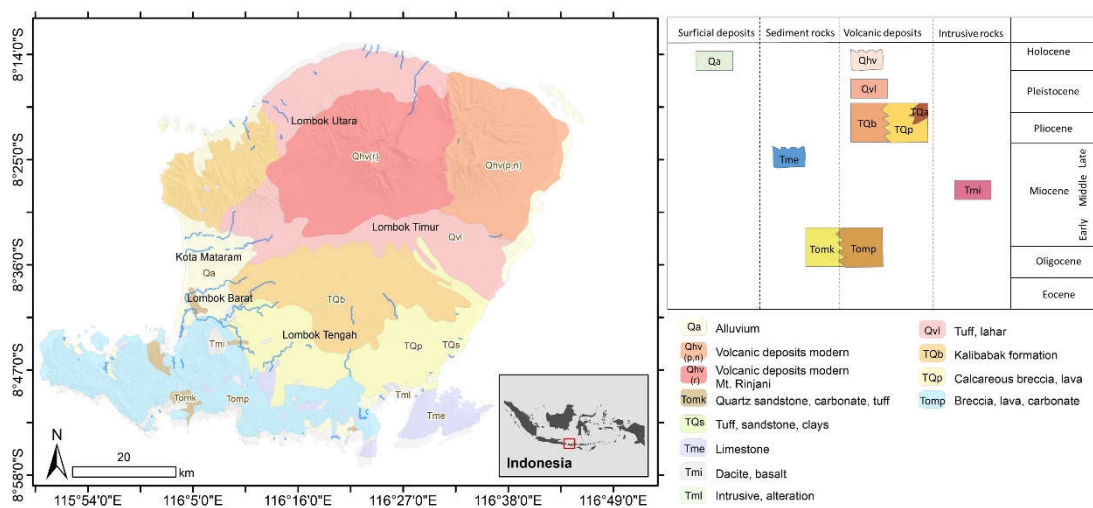 8°14'0"S
8°25'0"S
8°36'0"S
8°47'0"S
8°58'0"S
Lombok Utara
Qhv(r)
Qhv(p,n)
Lombok Timur
Qvl
Kota Mataram
Qa
Lombok Barat
TQb
Lombok Tengah
Tmi
TQp
TQs
Tomk
Tomp
Tml
Tme
N
20
km
Indonesia
115°54'0"E
116°5'0"E
116°16'0"E
116°27'0"E
116°38'0"E
116°49'0"E
Surficial deposits
Sediment rocks
Volcanic deposits
Intrusive rocks
Qa
Qhv
Holocene
Qvl
Pleistocene
TQb
TQp
TQa
Pliocene
Tme
Tmi
Late
Middle
Early
Miocene
Tomk
Tomp
Oligocene
Eocene
Qa Alluvium
Qhv (p,n) Volcanic deposits modern
Qhv (r) Volcanic deposits modern
Mt. Rinjani
Tomk Quartz sandstone, carbonate, tuff
TQs Tuff, sandstone, clays
Tme Limestone
Tmi Dacite, basalt
Tml Intrusive, alteration
Qvl Tuff, lahar
TQb Kalibabak formation
TQp Calcareous breccia, lava
Tomp Breccia, lava, carbonate